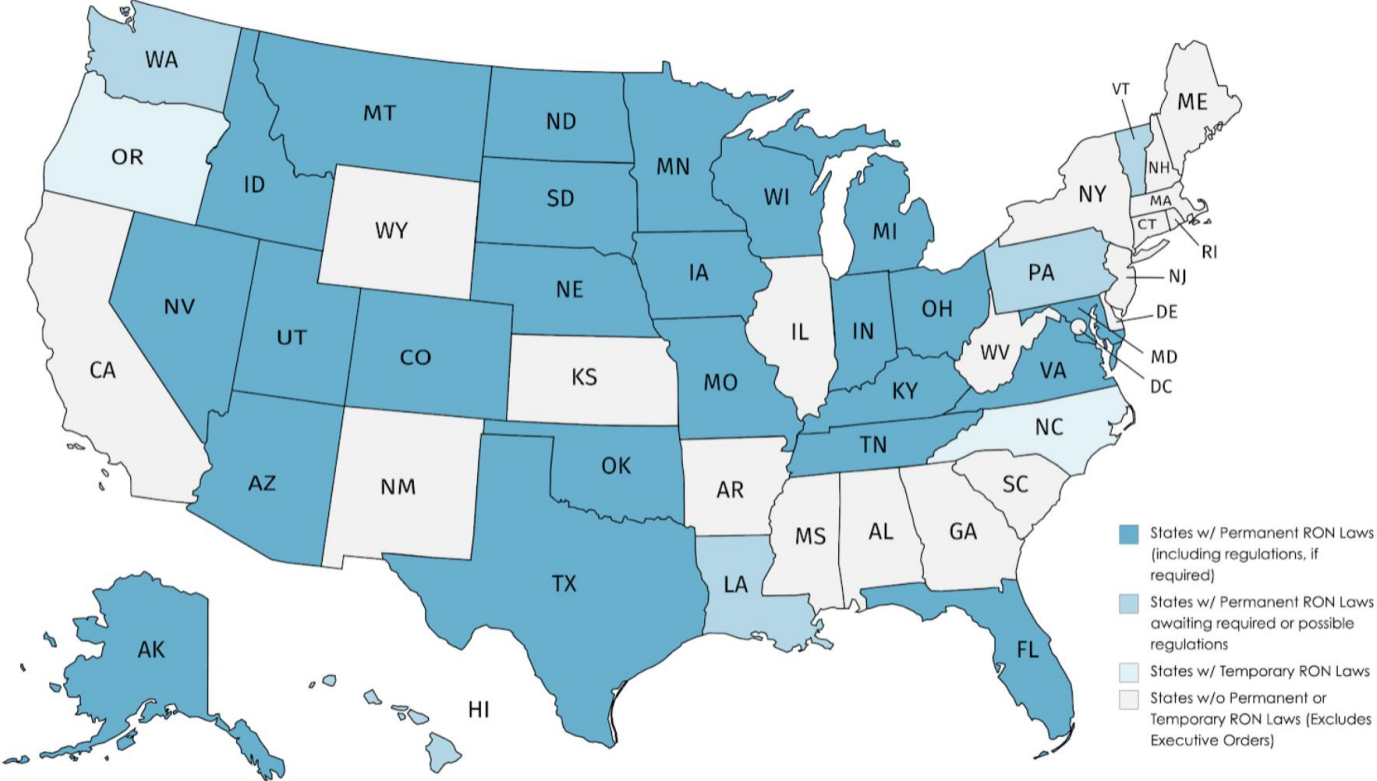 WA
MT
ND
MN
OR
ID
SD
WI
MI
VT
ME
NH
NY
MA
CT
RI
WY
IA
NE
PA
NJ
NV
UT
CO
IL
IN
OH
DE
WV
MD
VA
DC
CA
KS
MO
KY
NC
AZ
NM
OK
TN
AR
SC
MS
AL
GA
TX
LA
FL
AK
HI
States w/ Permanent RON Laws
(including regulations, if
required)
States w/ Permanent RON Laws
awaiting required or possible
regulations
States w/ Temporary RON Laws
States w/o Permanent or
Temporary RON Laws (Excludes
Executive Orders)